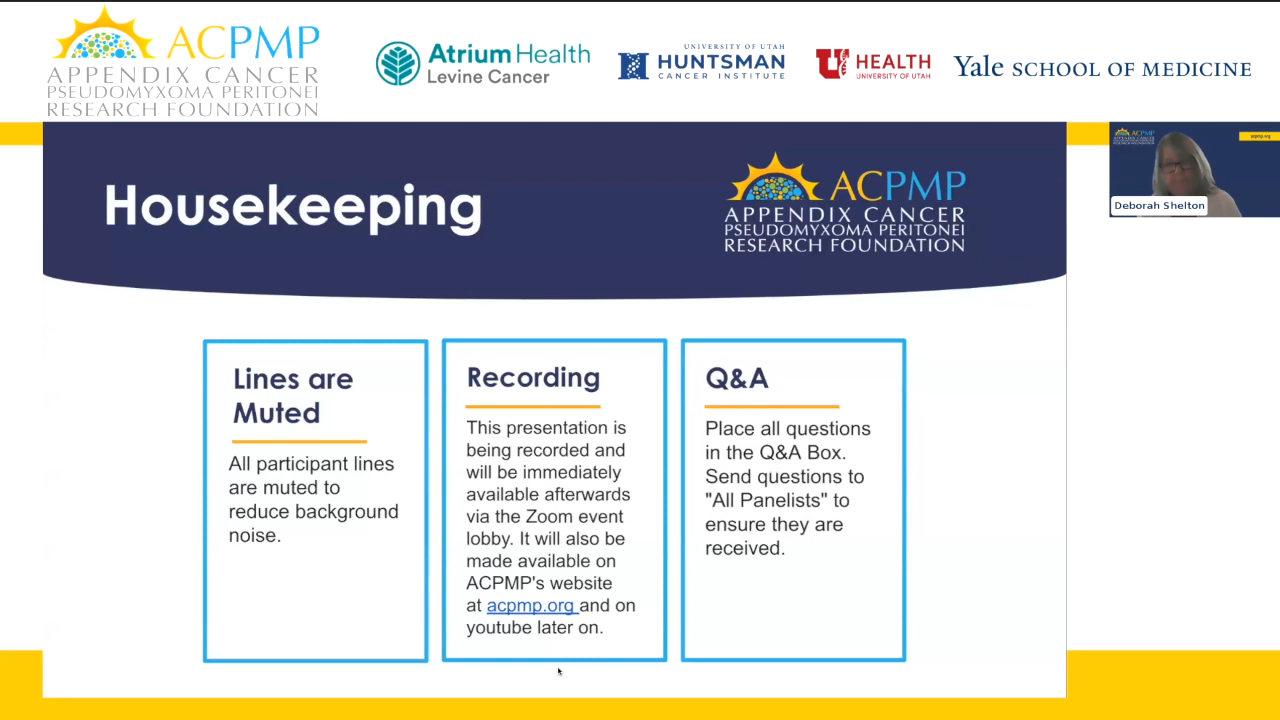 ACPMP
APPENDIX CANCER
PSEUDOMYXOMA PERITONEI
RESEARCH FOUNDATION
Atrium Health
Levine Cancer
UNIVERSITY OF UTAH
HUNTSMAN
CANCER INSTITUTE
U
HEALTH
UNIVERSITY OF UTAH
Yale SCHOOL OF MEDICINE
Housekeeping
ACPMP
APPENDIX CANCER
PSEUDOMYXOMA PERITONEI
RESEARCH FOUNDATION
ACPMP
acpmp.org
Deborah Shelton
Lines are
Muted
All participant lines
are muted to
reduce background
noise.
Recording
This presentation is
being recorded and
will be immediately
available afterwards
via the Zoom event
lobby. It will also be
made available on
ACPMP's website
at acpmp.org and on
youtube later on.
Q&A
Place all questions
in the Q&A Box.
Send questions to
"All Panelists" to
ensure they are
received.